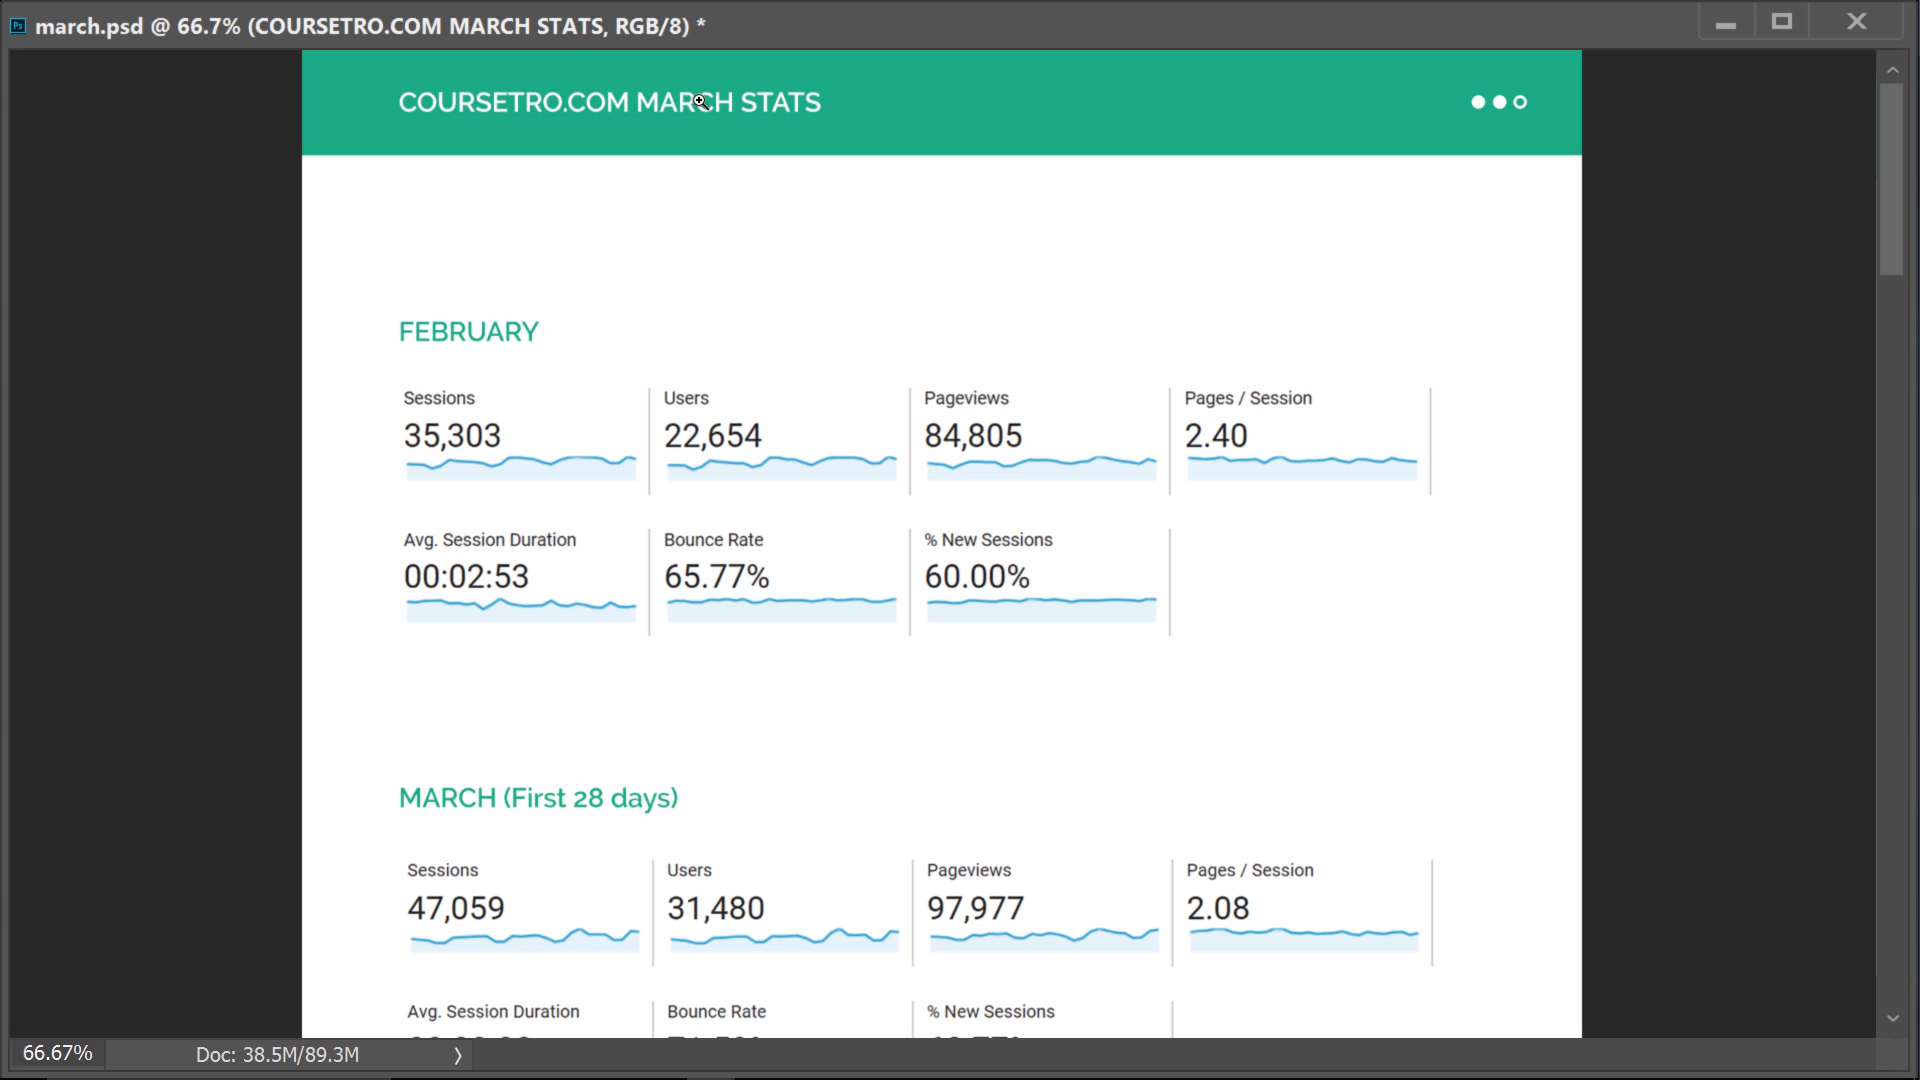 march.psd @ 66.7% (COURSETRO.COM MARCH STATS, RGB/8) *
COURSETRO.COM MARCH STATS
FEBRUARY
Sessions Users Pageviews Pages / Session
35,303 22,654 84,805 2.40
Avg. Session Duration Bounce Rate % New Sessions
00:02:53 65.77% 60.00%
MARCH (First 28 days)
Sessions Users Pageviews Pages / Session
47,059 31,480 97,977 2.08
Avg. Session Duration Bounce Rate % New Sessions
66.67% Doc: 38.5M/89.3M